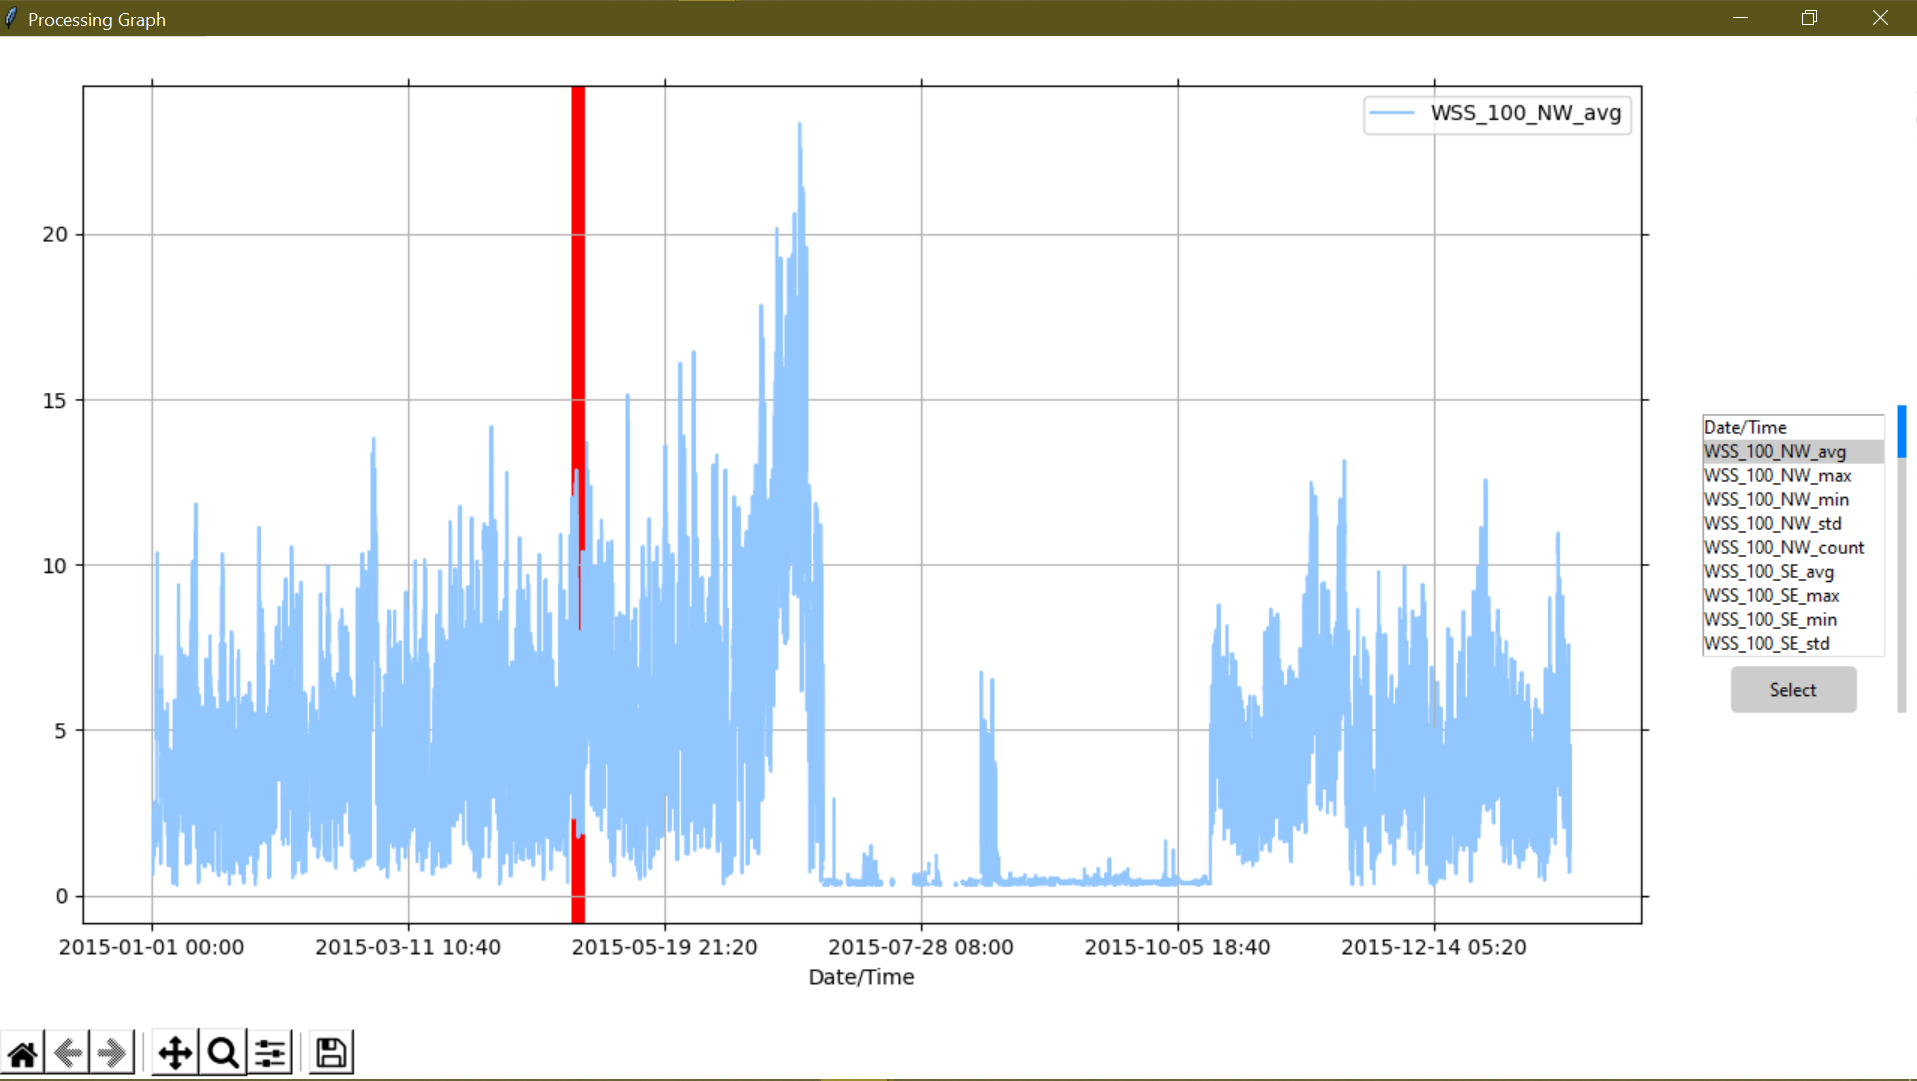 Processing Graph
WSS_100_NW_avg
20
15
10
5
0
2015-01-01 00:00 2015-03-11 10:40 2015-05-19 21:20 2015-07-28 08:00 2015-10-05 18:40 2015-12-14 05:20
Date/Time
Date/Time
WSS_100_NW_avg
WSS_100_NW_max
WSS_100_NW_min
WSS_100_NW_std
WSS_100_NW_count
WSS_100_SE_avg
WSS_100_SE_max
WSS_100_SE_min
WSS_100_SE_std
Select